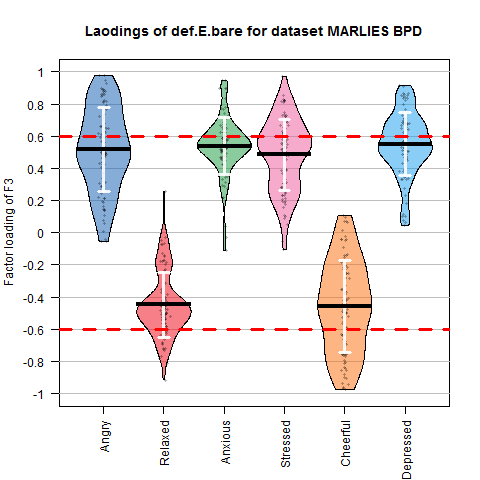 Laodings of def.E.bare for dataset MARLIES BPD
Factor loading of F3
1
0.8
0.6
0.4
0.2
0
-0.2
-0.4
-0.6
-0.8
-1
Angry
Relaxed
Anxious
Stressed
Cheerful
Depressed